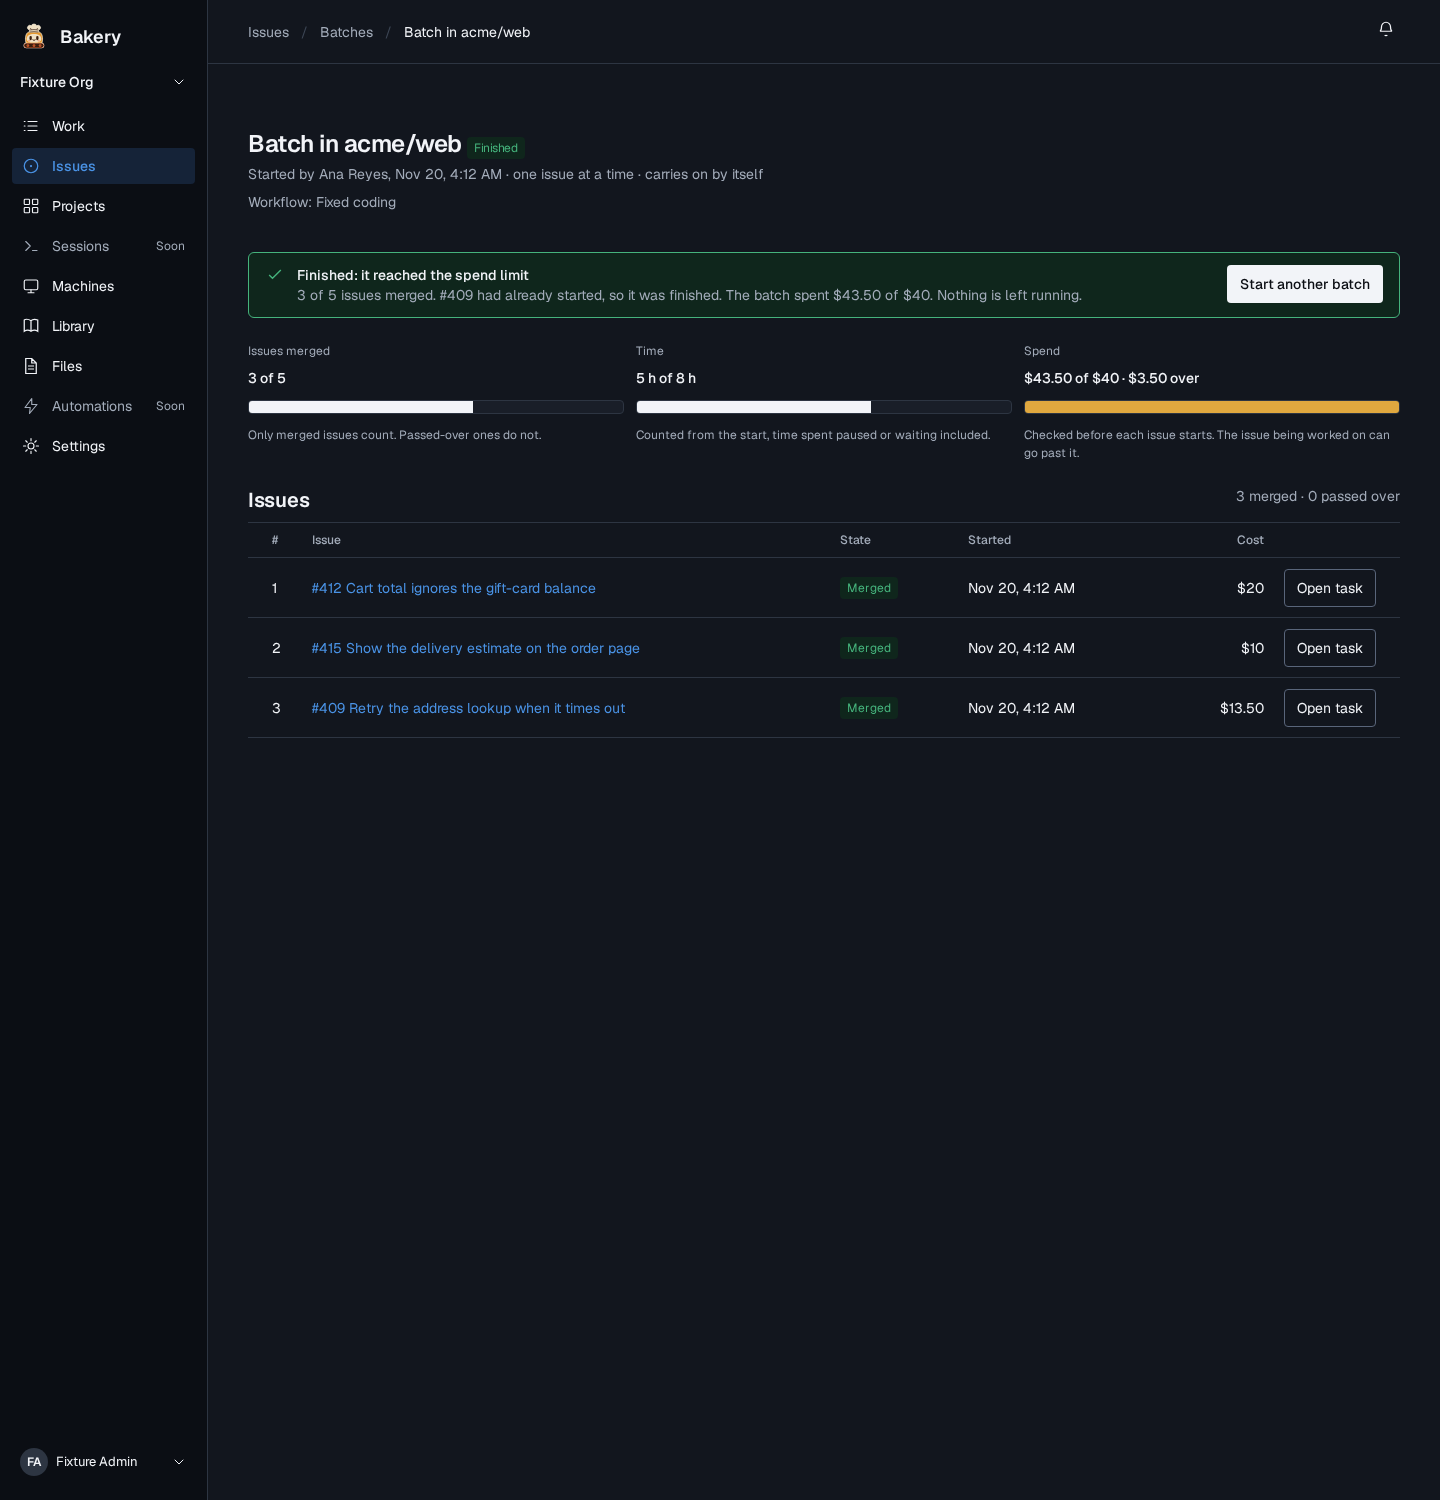 Bakery
Fixture Org
Work
Issues
Projects
Sessions Soon
Machines
Library
Files
Automations Soon
Settings
FA Fixture Admin
Issues / Batches / Batch in acme/web
Batch in acme/web Finished
Started by Ana Reyes, Nov 20, 4:12 AM · one issue at a time · carries on by itself
Workflow: Fixed coding
Finished: it reached the spend limit
3 of 5 issues merged. #409 had already started, so it was finished. The batch spent $43.50 of $40. Nothing is left running.
Start another batch
Issues merged
3 of 5
Only merged issues count. Passed-over ones do not.
Time
5 h of 8 h
Counted from the start, time spent paused or waiting included.
Spend
$43.50 of $40 · $3.50 over
Checked before each issue starts. The issue being worked on can
go past it.
Issues
3 merged · 0 passed over
# Issue State Started Cost
1 #412 Cart total ignores the gift-card balance Merged Nov 20, 4:12 AM $20 Open task
2 #415 Show the delivery estimate on the order page Merged Nov 20, 4:12 AM $10 Open task
3 #409 Retry the address lookup when it times out Merged Nov 20, 4:12 AM $13.50 Open task